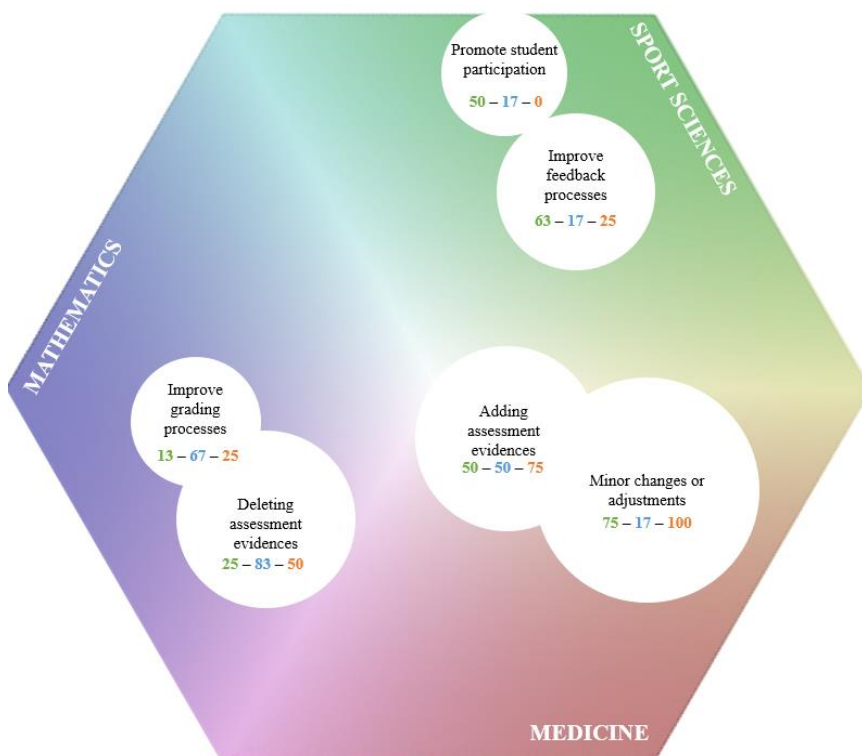 Promote student
participation
50 – 17 – 0
SPORT SCIENCES
Improve
feedback
processes
63 – 17 – 25
MATHEMATICS
Improve
grading
processes
13 – 67 – 25
Adding
assessment
evidences
50 – 50 – 75
Minor changes or
adjustments
75 – 17 – 100
Deleting
assessment
evidences
25 – 83 – 50
MEDICINE